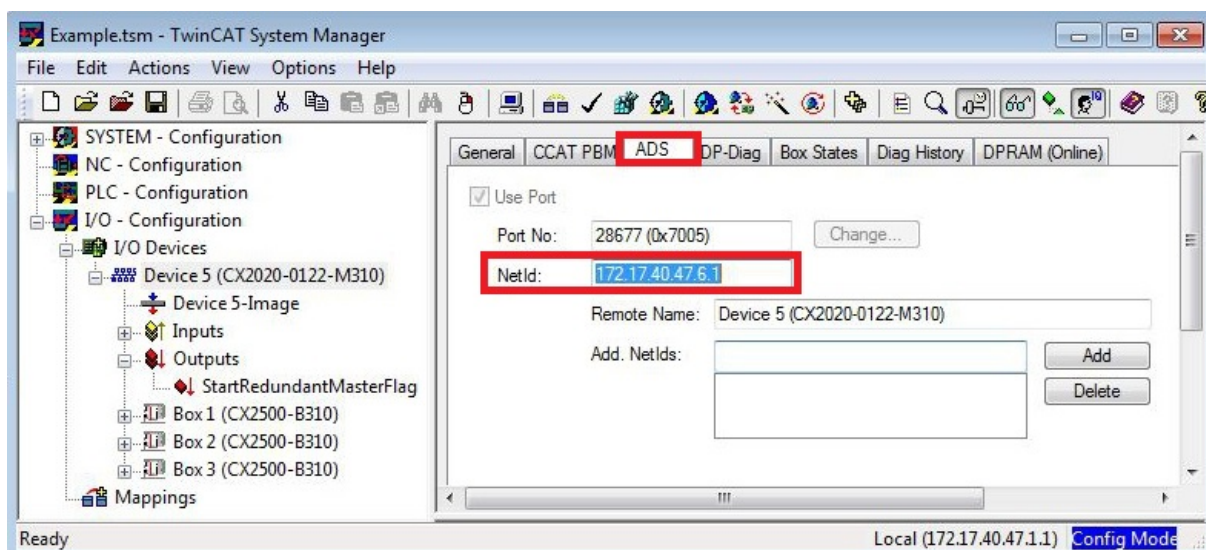 Example.tsm - TwinCAT System Manager
File Edit Actions View Options Help
SYSTEM - Configuration
NC - Configuration
PLC - Configuration
I/O - Configuration
I/O Devices
Device 5 (CX2020-0122-M310)
Device 5-Image
Inputs
Outputs
StartRedundantMasterFlag
Box 1 (CX2500-B310)
Box 2 (CX2500-B310)
Box 3 (CX2500-B310)
Mappings
General CCAT PBM ADS DP-Diag Box States Diag History DPRAM (Online)
Use Port
Port No: 28677 (0x7005) Change...
NetId: 172.17.40.47.6.1
Remote Name: Device 5 (CX2020-0122-M310)
Add. NetIds: Add
Delete
Ready Local (172.17.40.47.1.1) Config Mode